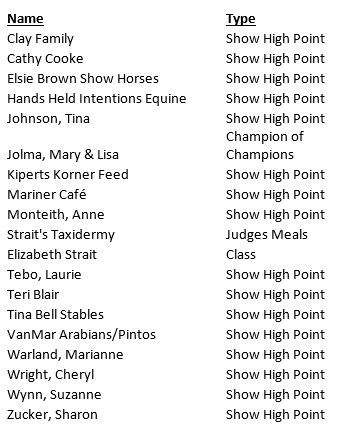 Name Type
Clay Family Show High Point
Cathy Cooke Show High Point
Elsie Brown Show Horses Show High Point
Hands Held Intentions Equine Show High Point
Johnson, Tina Show High Point
Champion of
Jolma, Mary & Lisa Champions
Kiperts Korner Feed Show High Point
Mariner Café Show High Point
Monteith, Anne Show High Point
Strait's Taxidermy Judges Meals
Elizabeth Strait Class
Tebo, Laurie Show High Point
Teri Blair Show High Point
Tina Bell Stables Show High Point
VanMar Arabians/Pintos Show High Point
Warland, Marianne Show High Point
Wright, Cheryl Show High Point
Wynn, Suzanne Show High Point
Zucker, Sharon Show High Point